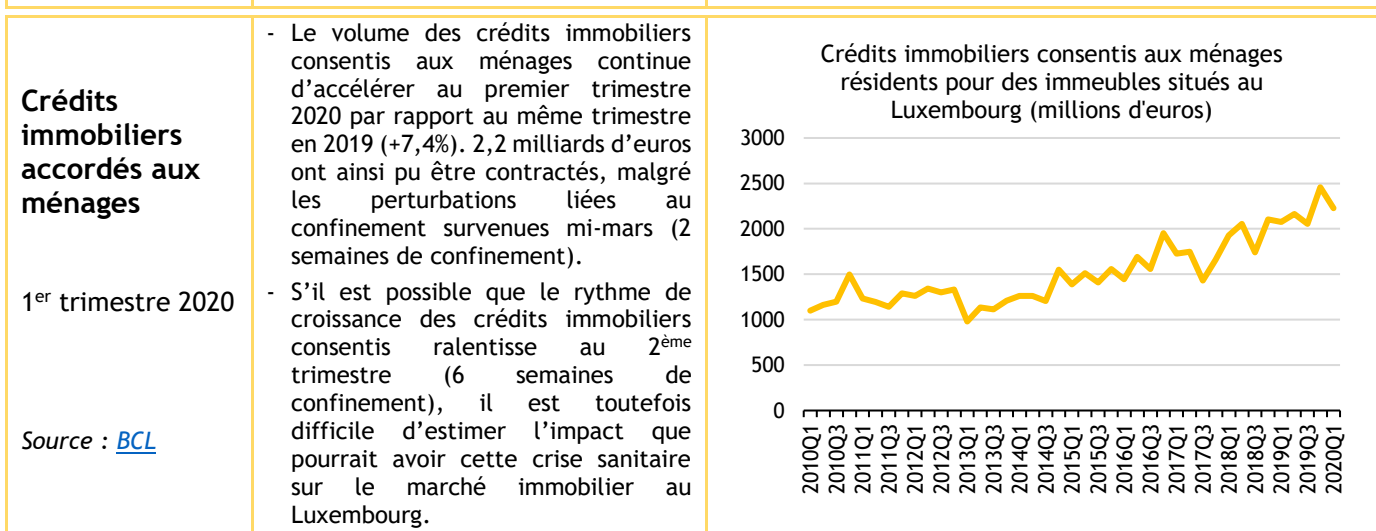 Crédits
immobiliers
accordés aux
ménages
1er trimestre 2020
Source : BCL
- Le volume des crédits immobiliers
consentis aux ménages continue
d’accélérer au premier trimestre
2020 par rapport au même trimestre
en 2019 (+7,4%). 2,2 milliards d’euros
ont ainsi pu être contractés, malgré
les perturbations liées au
confinement survenues mi-mars (2
semaines de confinement).
- S’il est possible que le rythme de
croissance des crédits immobiliers
consentis ralentisse au 2ème
trimestre (6 semaines de
confinement), il est toutefois
difficile d’estimer l’impact que
pourrait avoir cette crise sanitaire
sur le marché immobilier au
Luxembourg.
Crédits immobiliers consentis aux ménages
résidents pour des immeubles situés au
Luxembourg (millions d'euros)
3000
2500
2000
1500
1000
500
0
2010Q1
2010Q3
2011Q1
2011Q3
2012Q1
2012Q3
2013Q1
2013Q3
2014Q1
2014Q3
2015Q1
2015Q3
2016Q1
2016Q3
2017Q1
2017Q3
2018Q1
2018Q3
2019Q1
2019Q3
2020Q1